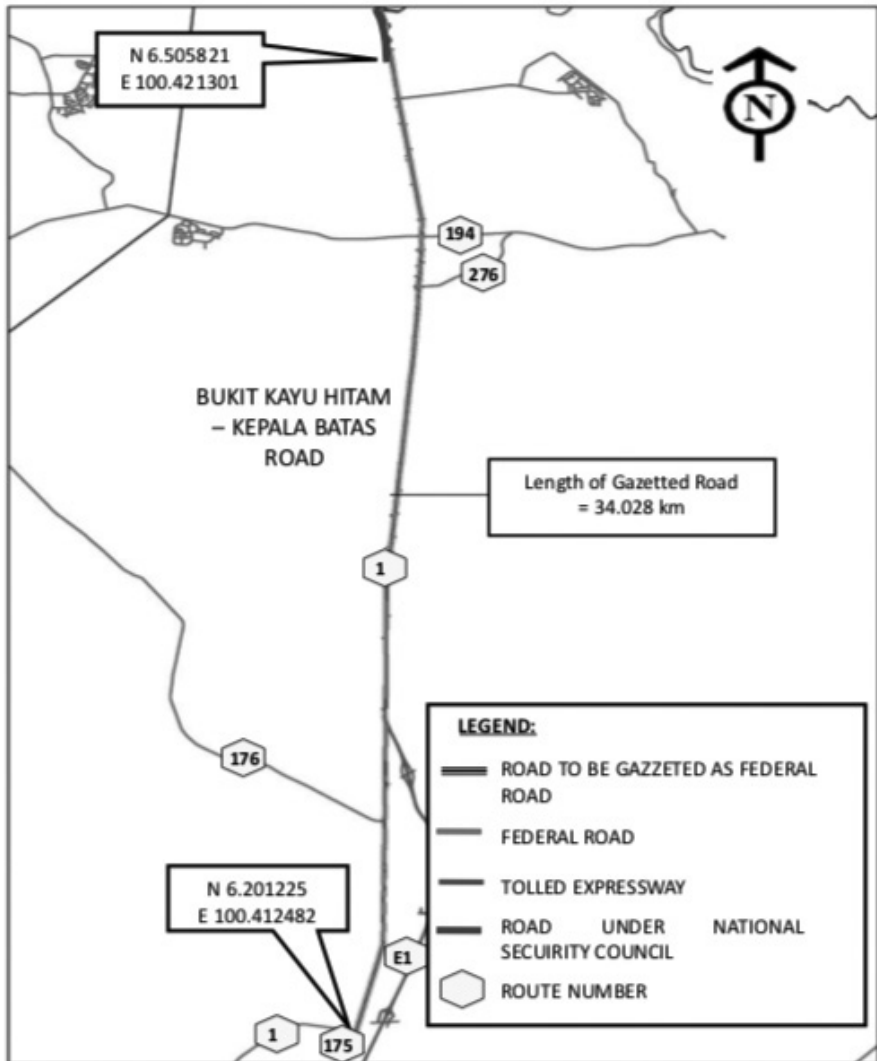 N 6.505821
E 100.421301
N
194
276
BUKIT KAYU HITAM
– KEPALA BATAS
ROAD
Length of Gazetted Road
= 34.028 km
1
176
LEGEND:
ROAD TO BE GAZZETED AS FEDERAL
ROAD
FEDERAL ROAD
TOLLED EXPRESSWAY
ROAD UNDER NATIONAL
SECUIRITY COUNCIL
ROUTE NUMBER
N 6.201225
E 100.412482
E1
1
175